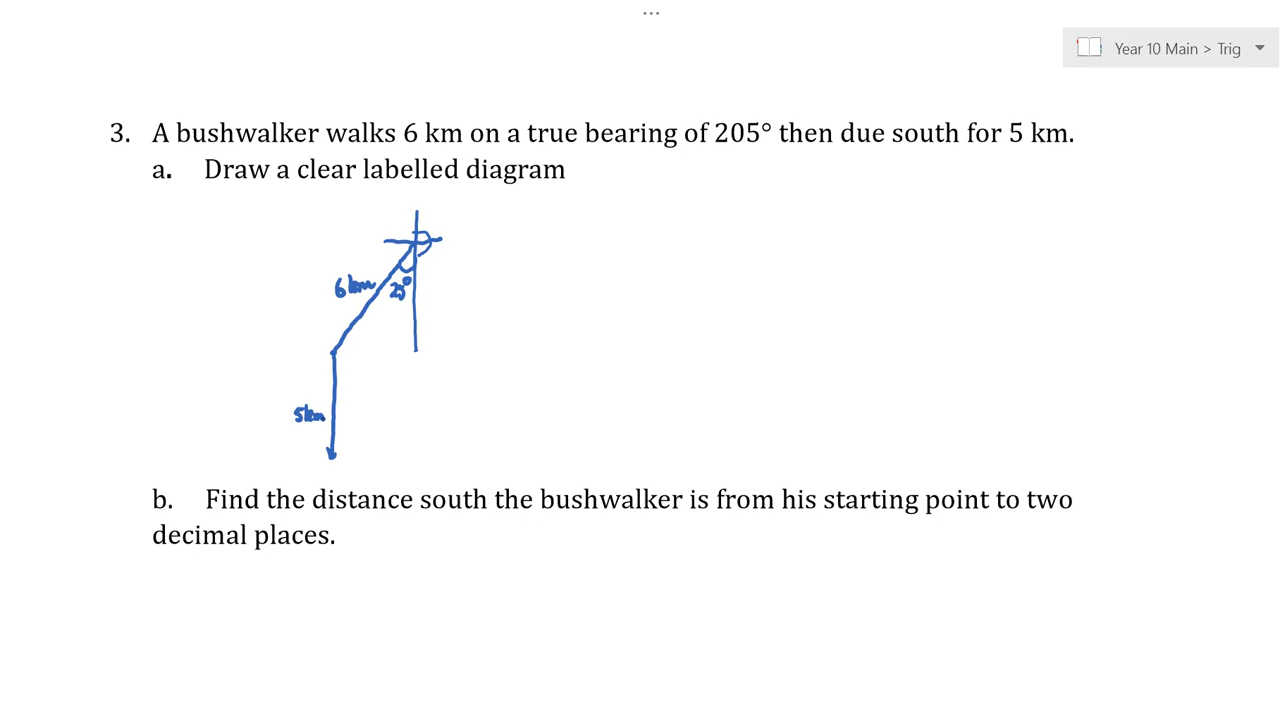 ...
Year 10 Main > Trig
3. A bushwalker walks 6 km on a true bearing of 205° then due south for 5 km.
a. Draw a clear labelled diagram
6km
25°
5km
b. Find the distance south the bushwalker is from his starting point to two
decimal places.